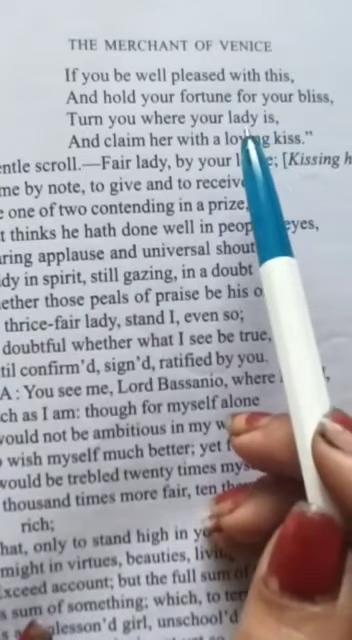 THE MERCHANT OF VENICE
If you be well pleased with this,
And hold your fortune for your bliss,
Turn you where your lady is,
And claim her with a loving kiss."
entle scroll.—Fair lady, by your [Kissing h
me by note, to give and to receive
one of two contending in a prize,
t thinks he hath done well in eyes,
ring applause and universal shout
dy in spirit, still gazing, in a doubt
ether those peals of praise be his o
thrice-fair lady, stand I, even so;
doubtful whether what I see be true,
til confirm'd, sign'd, ratified by you.
A: You see me, Lord Bassanio, where
ch as I am: though for myself alone
would not be ambitious in my w
wish myself much better; yet
would be trebled twenty times mys
thousand times more fair, ten
rich;
hat, only to stand high in yo
might in virtues, beauties, livi
Exceed account; but the full sum of
s sum of something; which, to
lesson'd girl, unschool'd